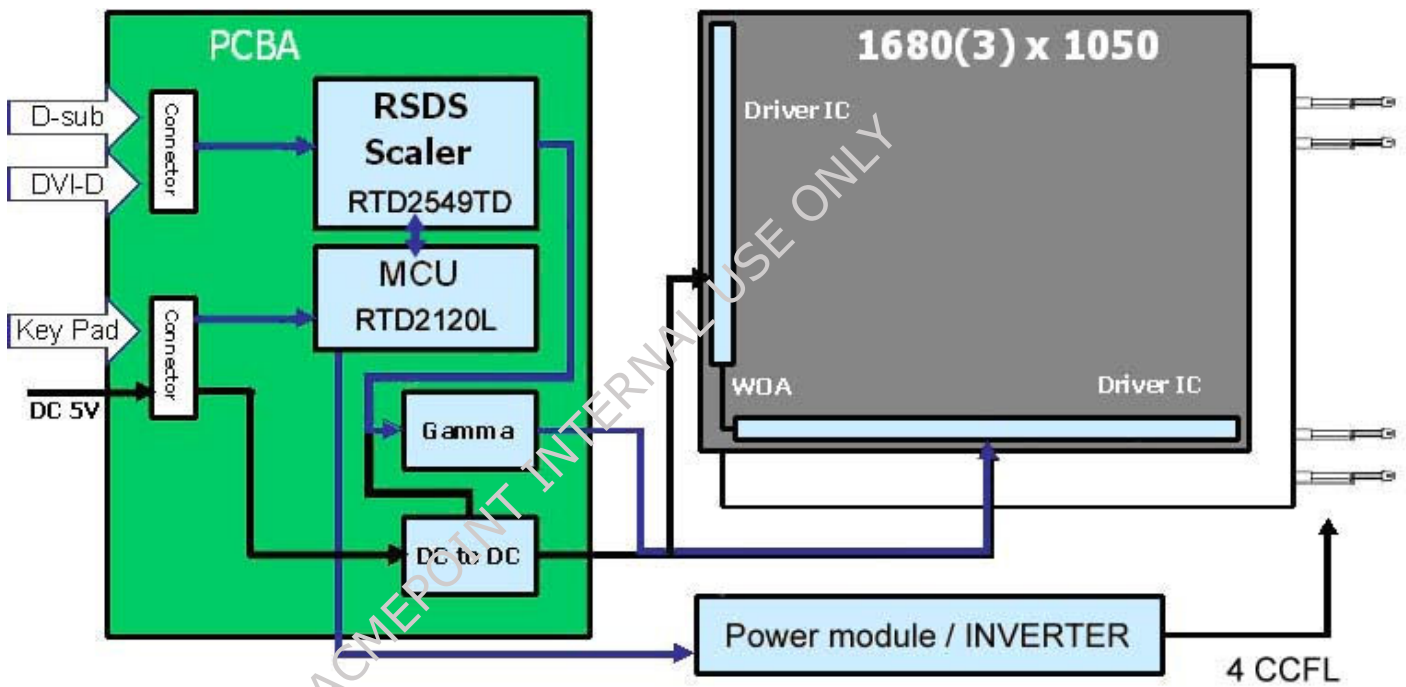 PCBA
1680(3) x 1050
D-sub
DVI-D
Connector
RSDS
Scaler
RTD2549TD
Driver IC
MCU
RTD2120L
Key Pad
Connector
DC 5V
Gamma
WOA
Driver IC
DC to DC
Power module / INVERTER
4 CCFL
ACMEPOINT INTERNAL USE ONLY